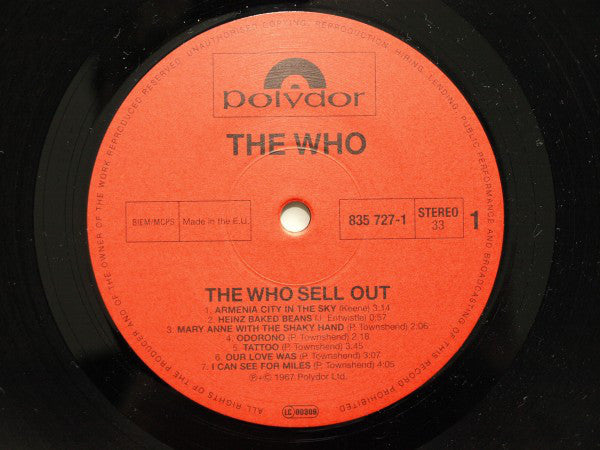 UNAUTHORISED COPYING, REPRODUCTION, HIRING, LENDING, PUBLIC PERFORMANCE AND BROADCASTING OF THIS RECORD PROHIBITED
ALL RIGHTS OF THE PRODUCER AND OF THE OWNER OF THE WORK REPRODUCED RESERVED
polydor
THE WHO
BIEM/MCPS Made in the E.U. 835 727-1 STEREO 33 1
THE WHO SELL OUT
1. ARMENIA CITY IN THE SKY (Keene) 3:14
2. HEINZ BAKED BEANS (J. Entwistle) 0:57
3. MARY ANNE WITH THE SHAKY HAND (P. Townshend) 2:06
4. ODORONO (P. Townshend) 2.18
5. TATTOO (P. Townshend) 3.45
6. OUR LOVE WAS (P. Townshend) 3:07
7. I CAN SEE FOR MILES (P. Townshend) 4:05
℗ • © 1967 Polydor Ltd.
LC 00309